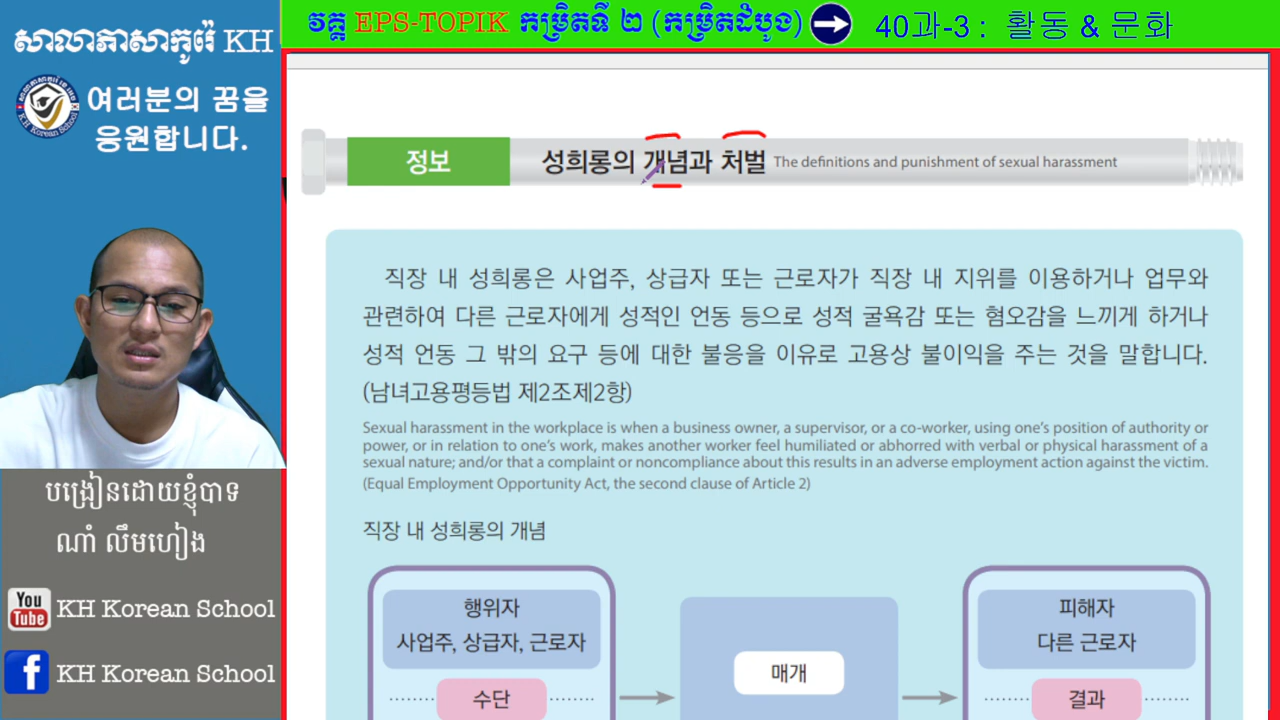 សាលាភាសាកូរ៉េ KH
여러분의 꿈을
응원합니다.
វគ្គ EPS-TOPIK កម្រិតទី ២ (កម្រិតដំបូង) 40과-3 : 활동 & 문화
정보 성희롱의 개념과 처벌 The definitions and punishment of sexual harassment
직장 내 성희롱은 사업주, 상급자 또는 근로자가 직장 내 지위를 이용하거나 업무와
관련하여 다른 근로자에게 성적인 언동 등으로 성적 굴욕감 또는 혐오감을 느끼게 하거나
성적 언동 그 밖의 요구 등에 대한 불응을 이유로 고용상 불이익을 주는 것을 말합니다.
(남녀고용평등법 제2조제2항)
Sexual harassment in the workplace is when a business owner, a supervisor, or a co-worker, using one's position of authority or
power, or in relation to one's work, makes another worker feel humiliated or abhorred with verbal or physical harassment of a
sexual nature; and/or that a complaint or noncompliance about this results in an adverse employment action against the victim.
(Equal Employment Opportunity Act, the second clause of Article 2)
직장 내 성희롱의 개념
행위자
사업주, 상급자, 근로자
수단
매개
피해자
다른 근로자
결과
បង្រៀនដោយខ្ញុំបាទ
ណាំ លឹមហៀង
You Tube KH Korean School
f KH Korean School